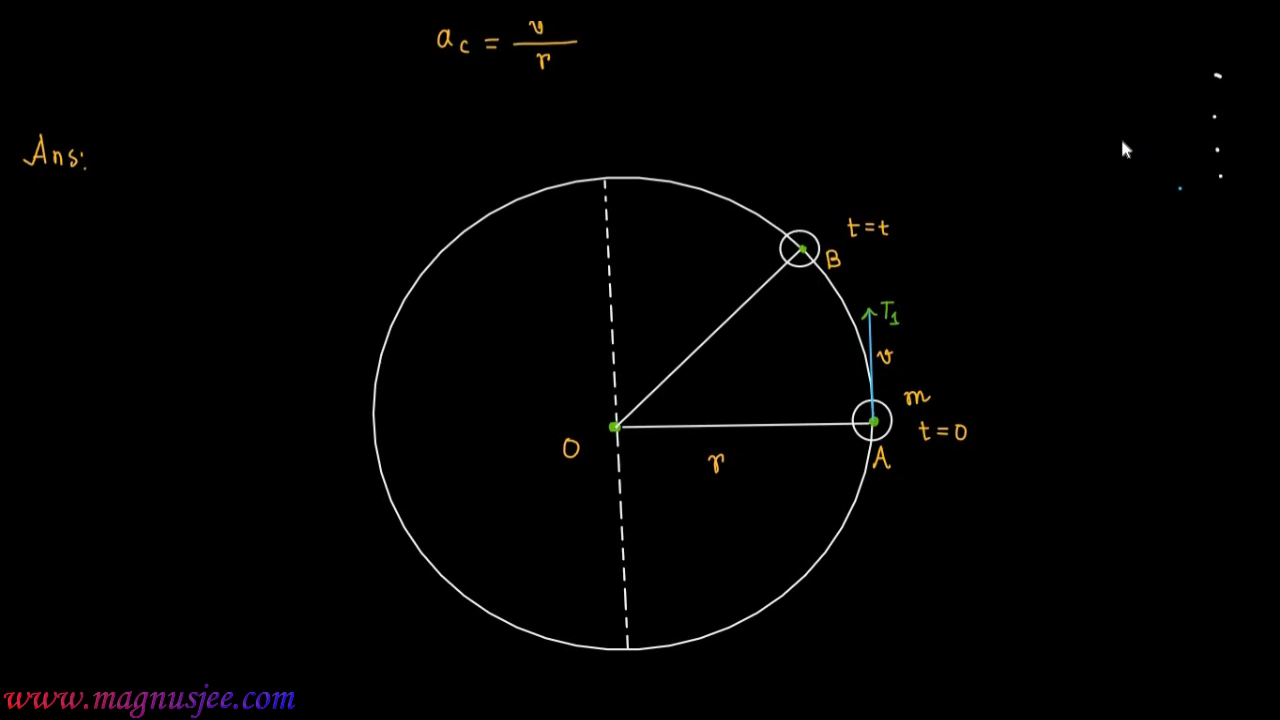 a_c = v/r
Ans:
t=t
B
T₁
v
m
t=0
A
O
r
www.magnusjee.com